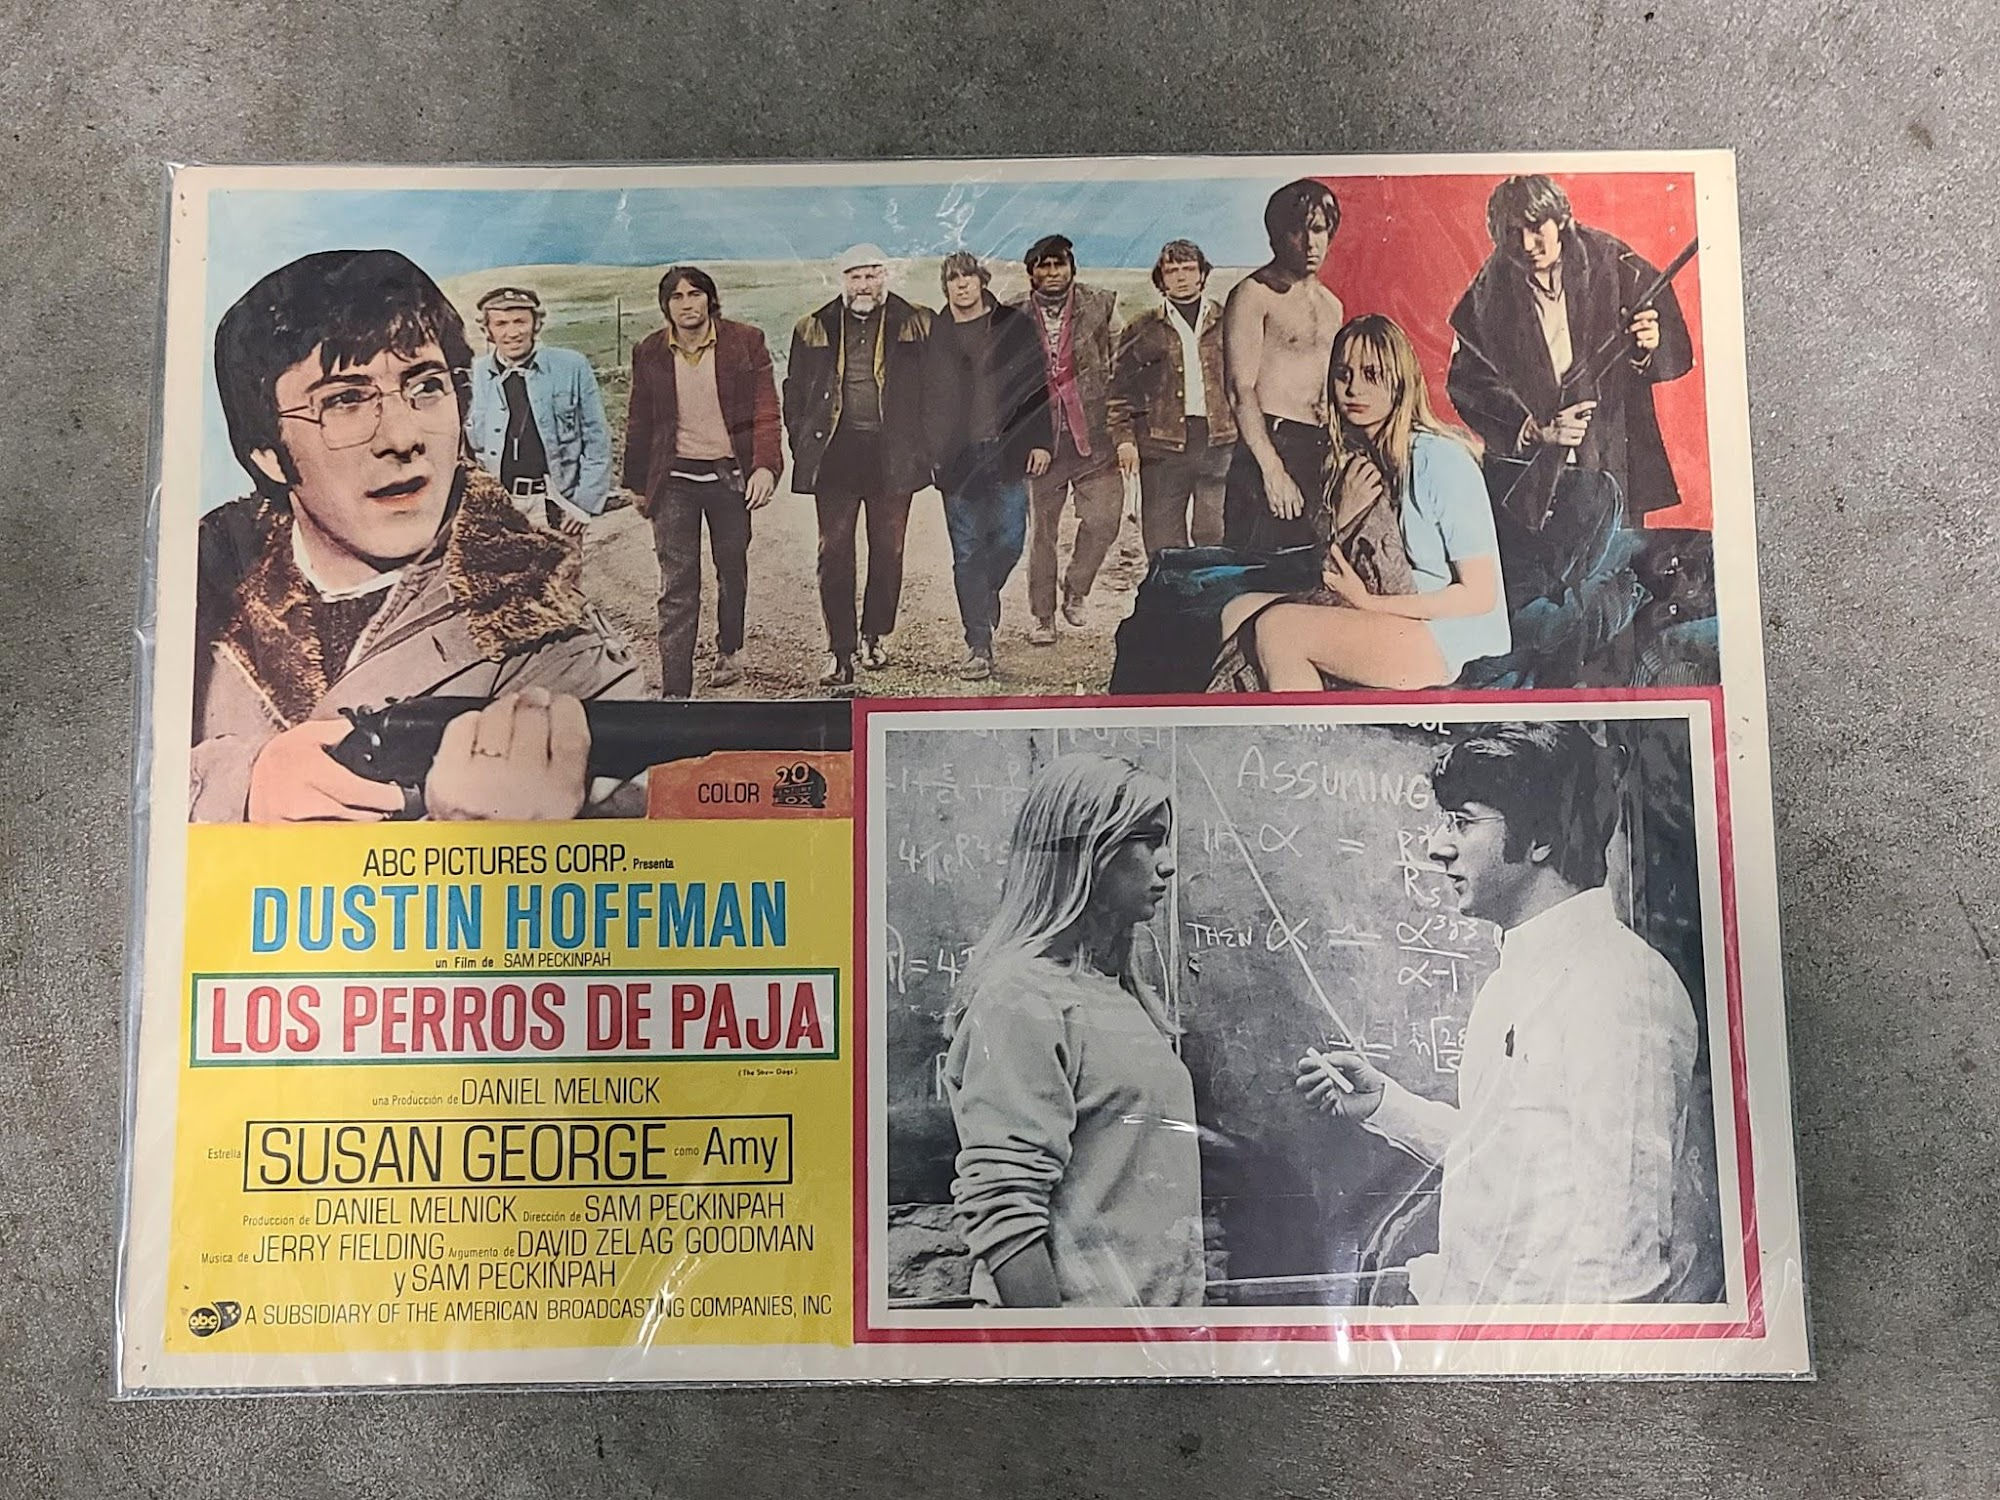 COLOR 20 CENTURY FOX
ABC PICTURES CORP. Presenta
DUSTIN HOFFMAN
un Film de SAM PECKINPAH
LOS PERROS DE PAJA
(The Straw Dogs)
una Producción de DANIEL MELNICK
Estrella SUSAN GEORGE como Amy
Producción de DANIEL MELNICK Dirección de SAM PECKINPAH
Música de JERRY FIELDING Argumento de DAVID ZELAG GOODMAN
y SAM PECKINPAH
abc A SUBSIDIARY OF THE AMERICAN BROADCASTING COMPANIES, INC
ASSUMING
IF α =
THEN α = α³γ³
α-1